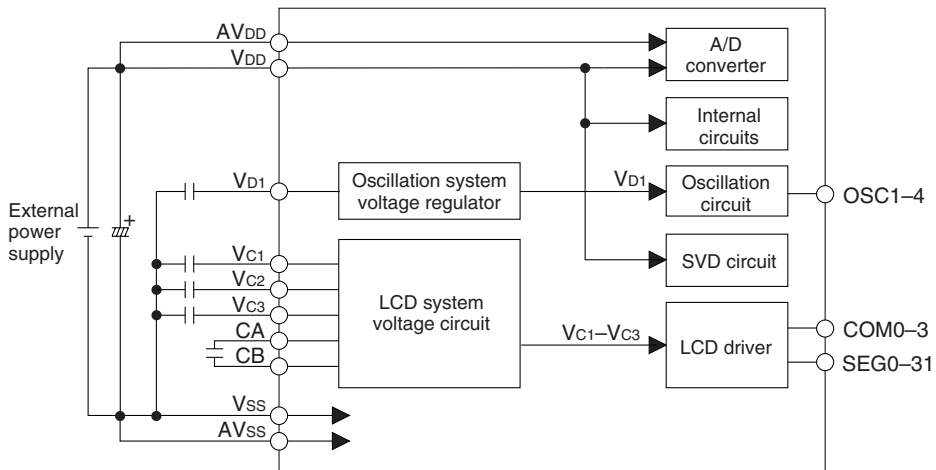 AVDD
VDD
A/D
converter
Internal
circuits
VD1
Oscillation system
voltage regulator
VD1
Oscillation
circuit
OSC1–4
External
power
supply
+
SVD circuit
VC1
VC2
VC3
CA
CB
LCD system
voltage circuit
VC1–VC3
LCD driver
COM0–3
SEG0–31
VSS
AVSS